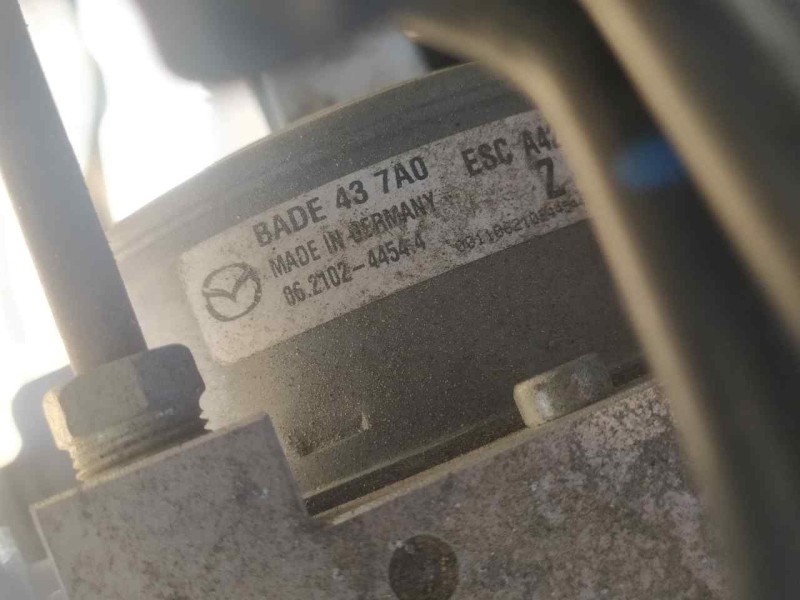 BADE 43 7A0 ESC
MADE IN GERMANY Z
06.2102-4454.4